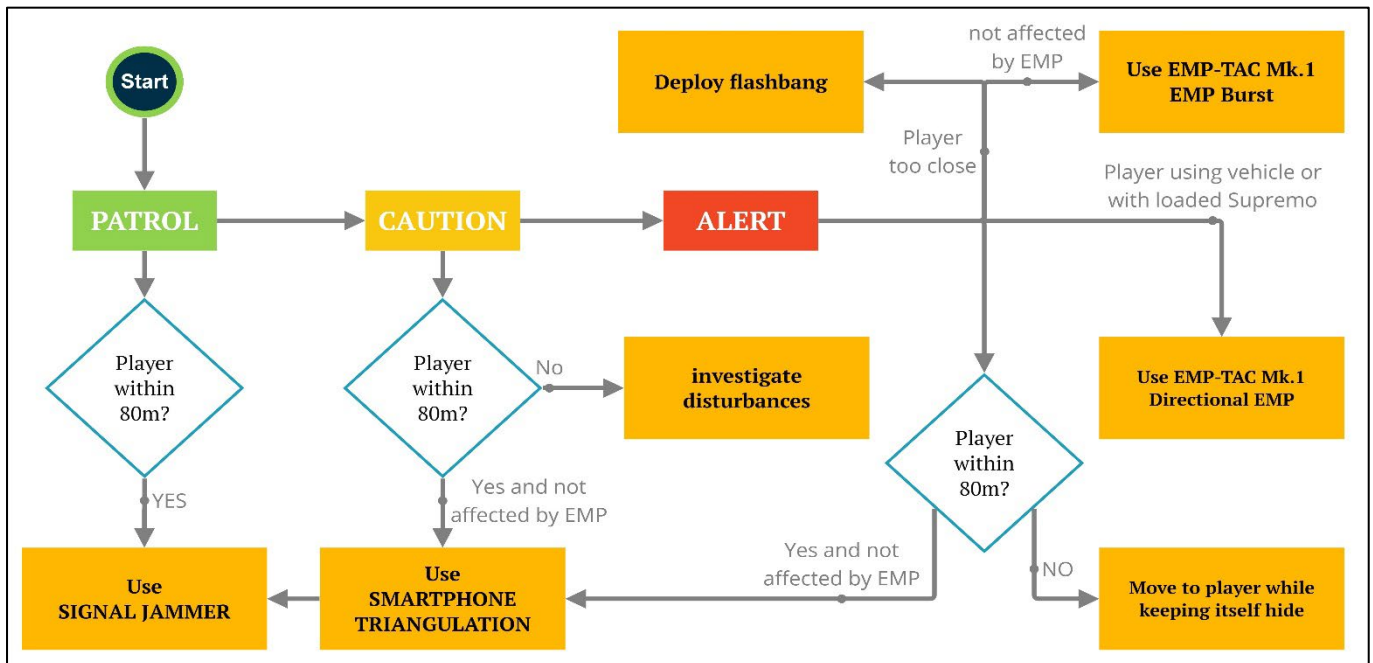 Start
PATROL
CAUTION
ALERT
Deploy flashbang
not affected
by EMP
Use EMP-TAC Mk.1
EMP Burst
Player
too close
Player using vehicle or
with loaded Supremo
Player
within
80m?
Player
within
80m?
No
investigate
disturbances
Use EMP-TAC Mk.1
Directional EMP
Player
within
80m?
YES
Yes and not
affected by EMP
Yes and not
affected by EMP
NO
Use
SIGNAL JAMMER
Use
SMARTPHONE
TRIANGULATION
Move to player while
keeping itself hide